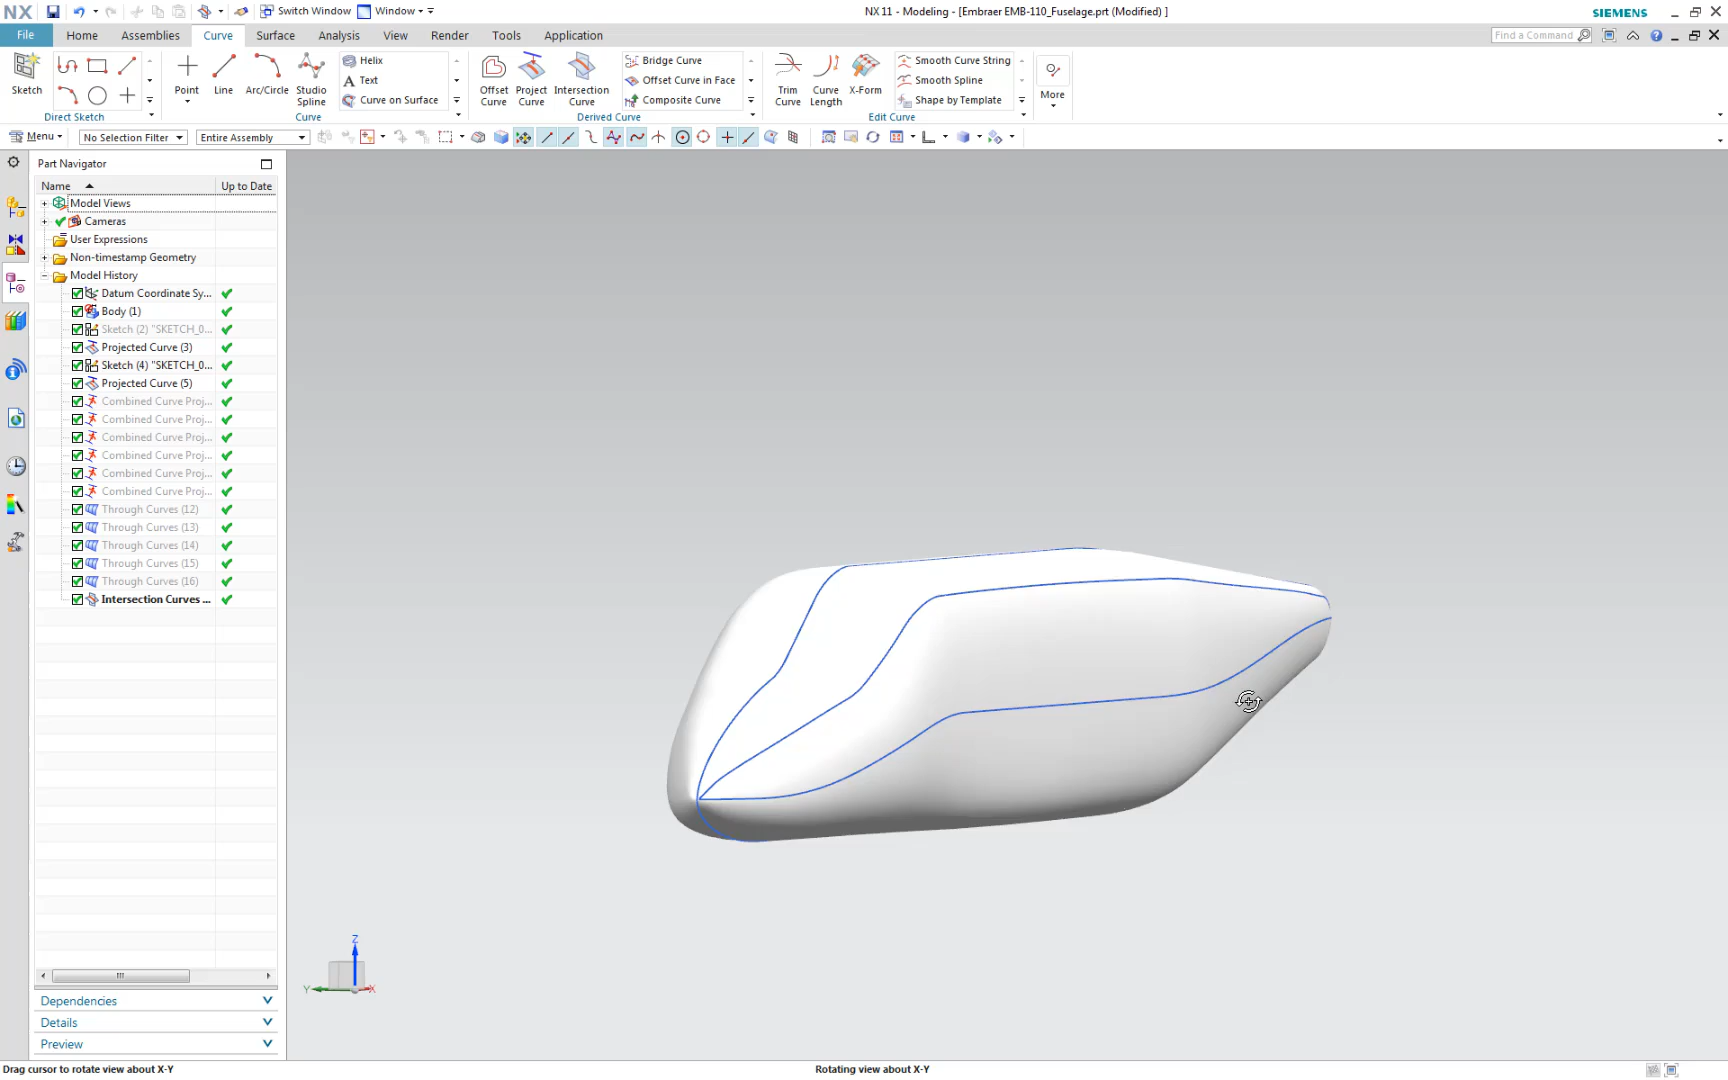 NX
Switch Window
Window
NX 11 - Modeling - [Embraer EMB-110_Fuselage.prt (Modified) ]
SIEMENS
File
Home
Assemblies
Curve
Surface
Analysis
View
Render
Tools
Application
Find a Command
Sketch
Direct Sketch
Point
Line
Arc/Circle
Studio Spline
Helix
Text
Curve on Surface
Curve
Offset Curve
Project Curve
Intersection Curve
Bridge Curve
Offset Curve in Face
Composite Curve
Derived Curve
Trim Curve
Curve Length
X-Form
Smooth Curve String
Smooth Spline
Shape by Template
Edit Curve
More
Menu
No Selection Filter
Entire Assembly
Part Navigator
Name
Up to Date
Model Views
Cameras
User Expressions
Non-timestamp Geometry
Model History
Datum Coordinate Sy...
Body (1)
Sketch (2) "SKETCH_0...
Projected Curve (3)
Sketch (4) "SKETCH_0...
Projected Curve (5)
Combined Curve Proj...
Combined Curve Proj...
Combined Curve Proj...
Combined Curve Proj...
Combined Curve Proj...
Combined Curve Proj...
Through Curves (12)
Through Curves (13)
Through Curves (14)
Through Curves (15)
Through Curves (16)
Intersection Curves ...
Z
Y
X
Dependencies
Details
Preview
Drag cursor to rotate view about X-Y
Rotating view about X-Y